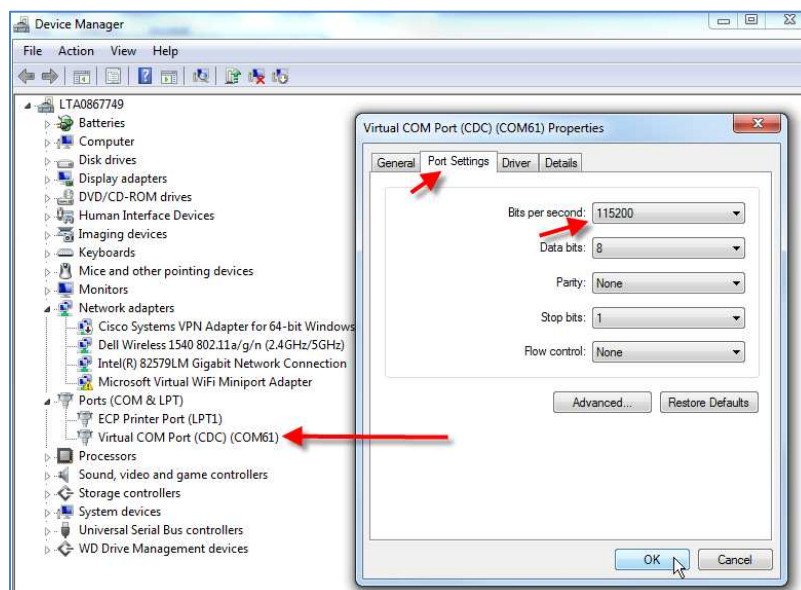 Device Manager
File Action View Help
LTA0867749
Batteries
Computer
Disk drives
Display adapters
DVD/CD-ROM drives
Human Interface Devices
Imaging devices
Keyboards
Mice and other pointing devices
Monitors
Network adapters
Cisco Systems VPN Adapter for 64-bit Windows
Dell Wireless 1540 802.11a/g/n (2.4GHz/5GHz)
Intel(R) 82579LM Gigabit Network Connection
Microsoft Virtual WiFi Miniport Adapter
Ports (COM & LPT)
ECP Printer Port (LPT1)
Virtual COM Port (CDC) (COM61)
Processors
Sound, video and game controllers
Storage controllers
System devices
Universal Serial Bus controllers
WD Drive Management devices
Virtual COM Port (CDC) (COM61) Properties
General Port Settings Driver Details
Bits per second: 115200
Data bits: 8
Parity: None
Stop bits: 1
Flow control: None
Advanced... Restore Defaults
OK Cancel